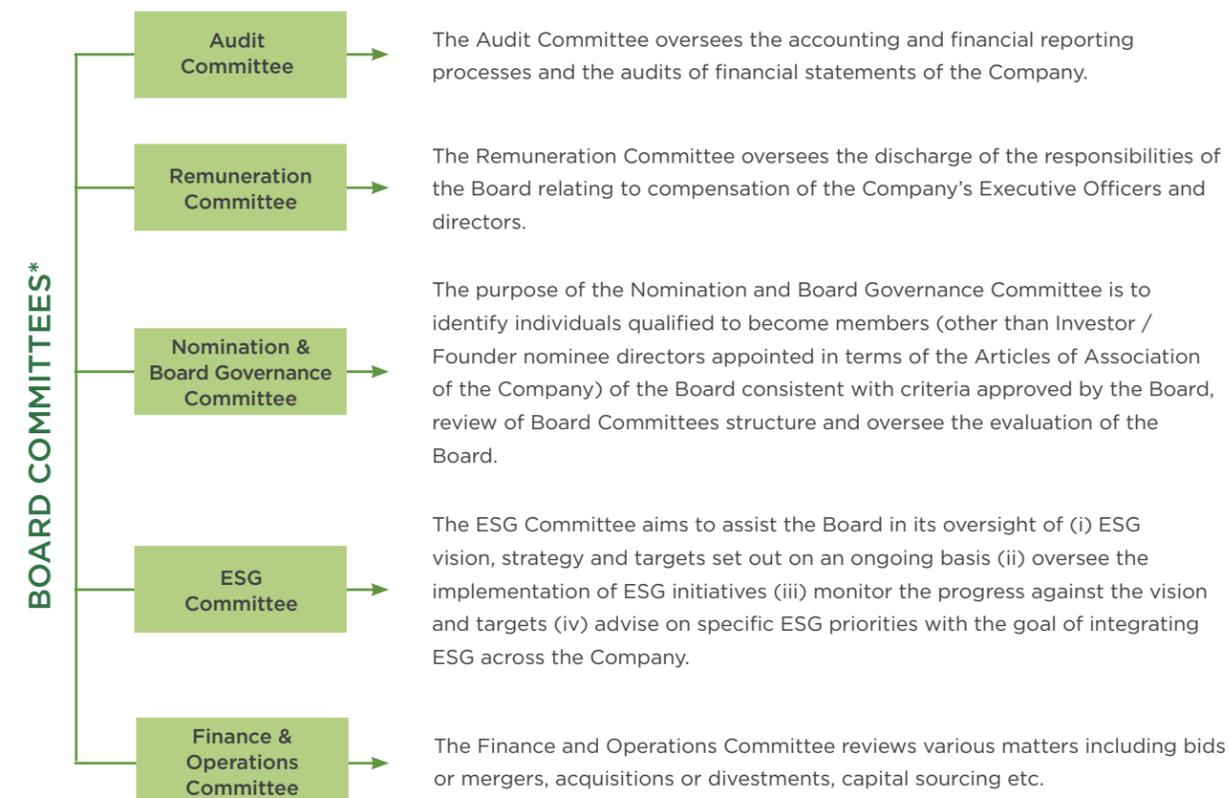 BOARD COMMITTEES*
Audit
Committee
The Audit Committee oversees the accounting and financial reporting
processes and the audits of financial statements of the Company.
Remuneration
Committee
The Remuneration Committee oversees the discharge of the responsibilities of
the Board relating to compensation of the Company's Executive Officers and
directors.
Nomination &
Board Governance
Committee
The purpose of the Nomination and Board Governance Committee is to
identify individuals qualified to become members (other than Investor /
Founder nominee directors appointed in terms of the Articles of Association
of the Company) of the Board consistent with criteria approved by the Board,
review of Board Committees structure and oversee the evaluation of the
Board.
ESG
Committee
The ESG Committee aims to assist the Board in its oversight of (i) ESG
vision, strategy and targets set out on an ongoing basis (ii) oversee the
implementation of ESG initiatives (iii) monitor the progress against the vision
and targets (iv) advise on specific ESG priorities with the goal of integrating
ESG across the Company.
Finance &
Operations
Committee
The Finance and Operations Committee reviews various matters including bids
or mergers, acquisitions or divestments, capital sourcing etc.